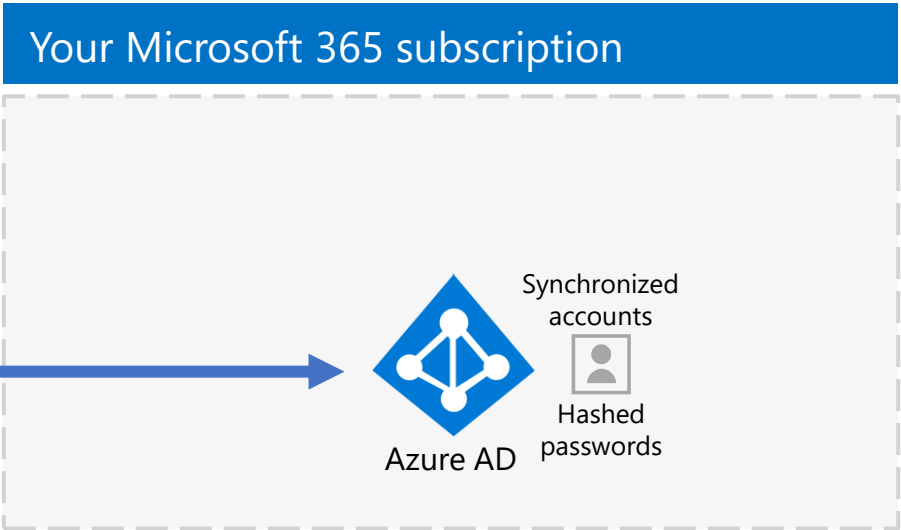 Your Microsoft 365 subscription
Synchronized
accounts
Hashed
passwords
Azure AD